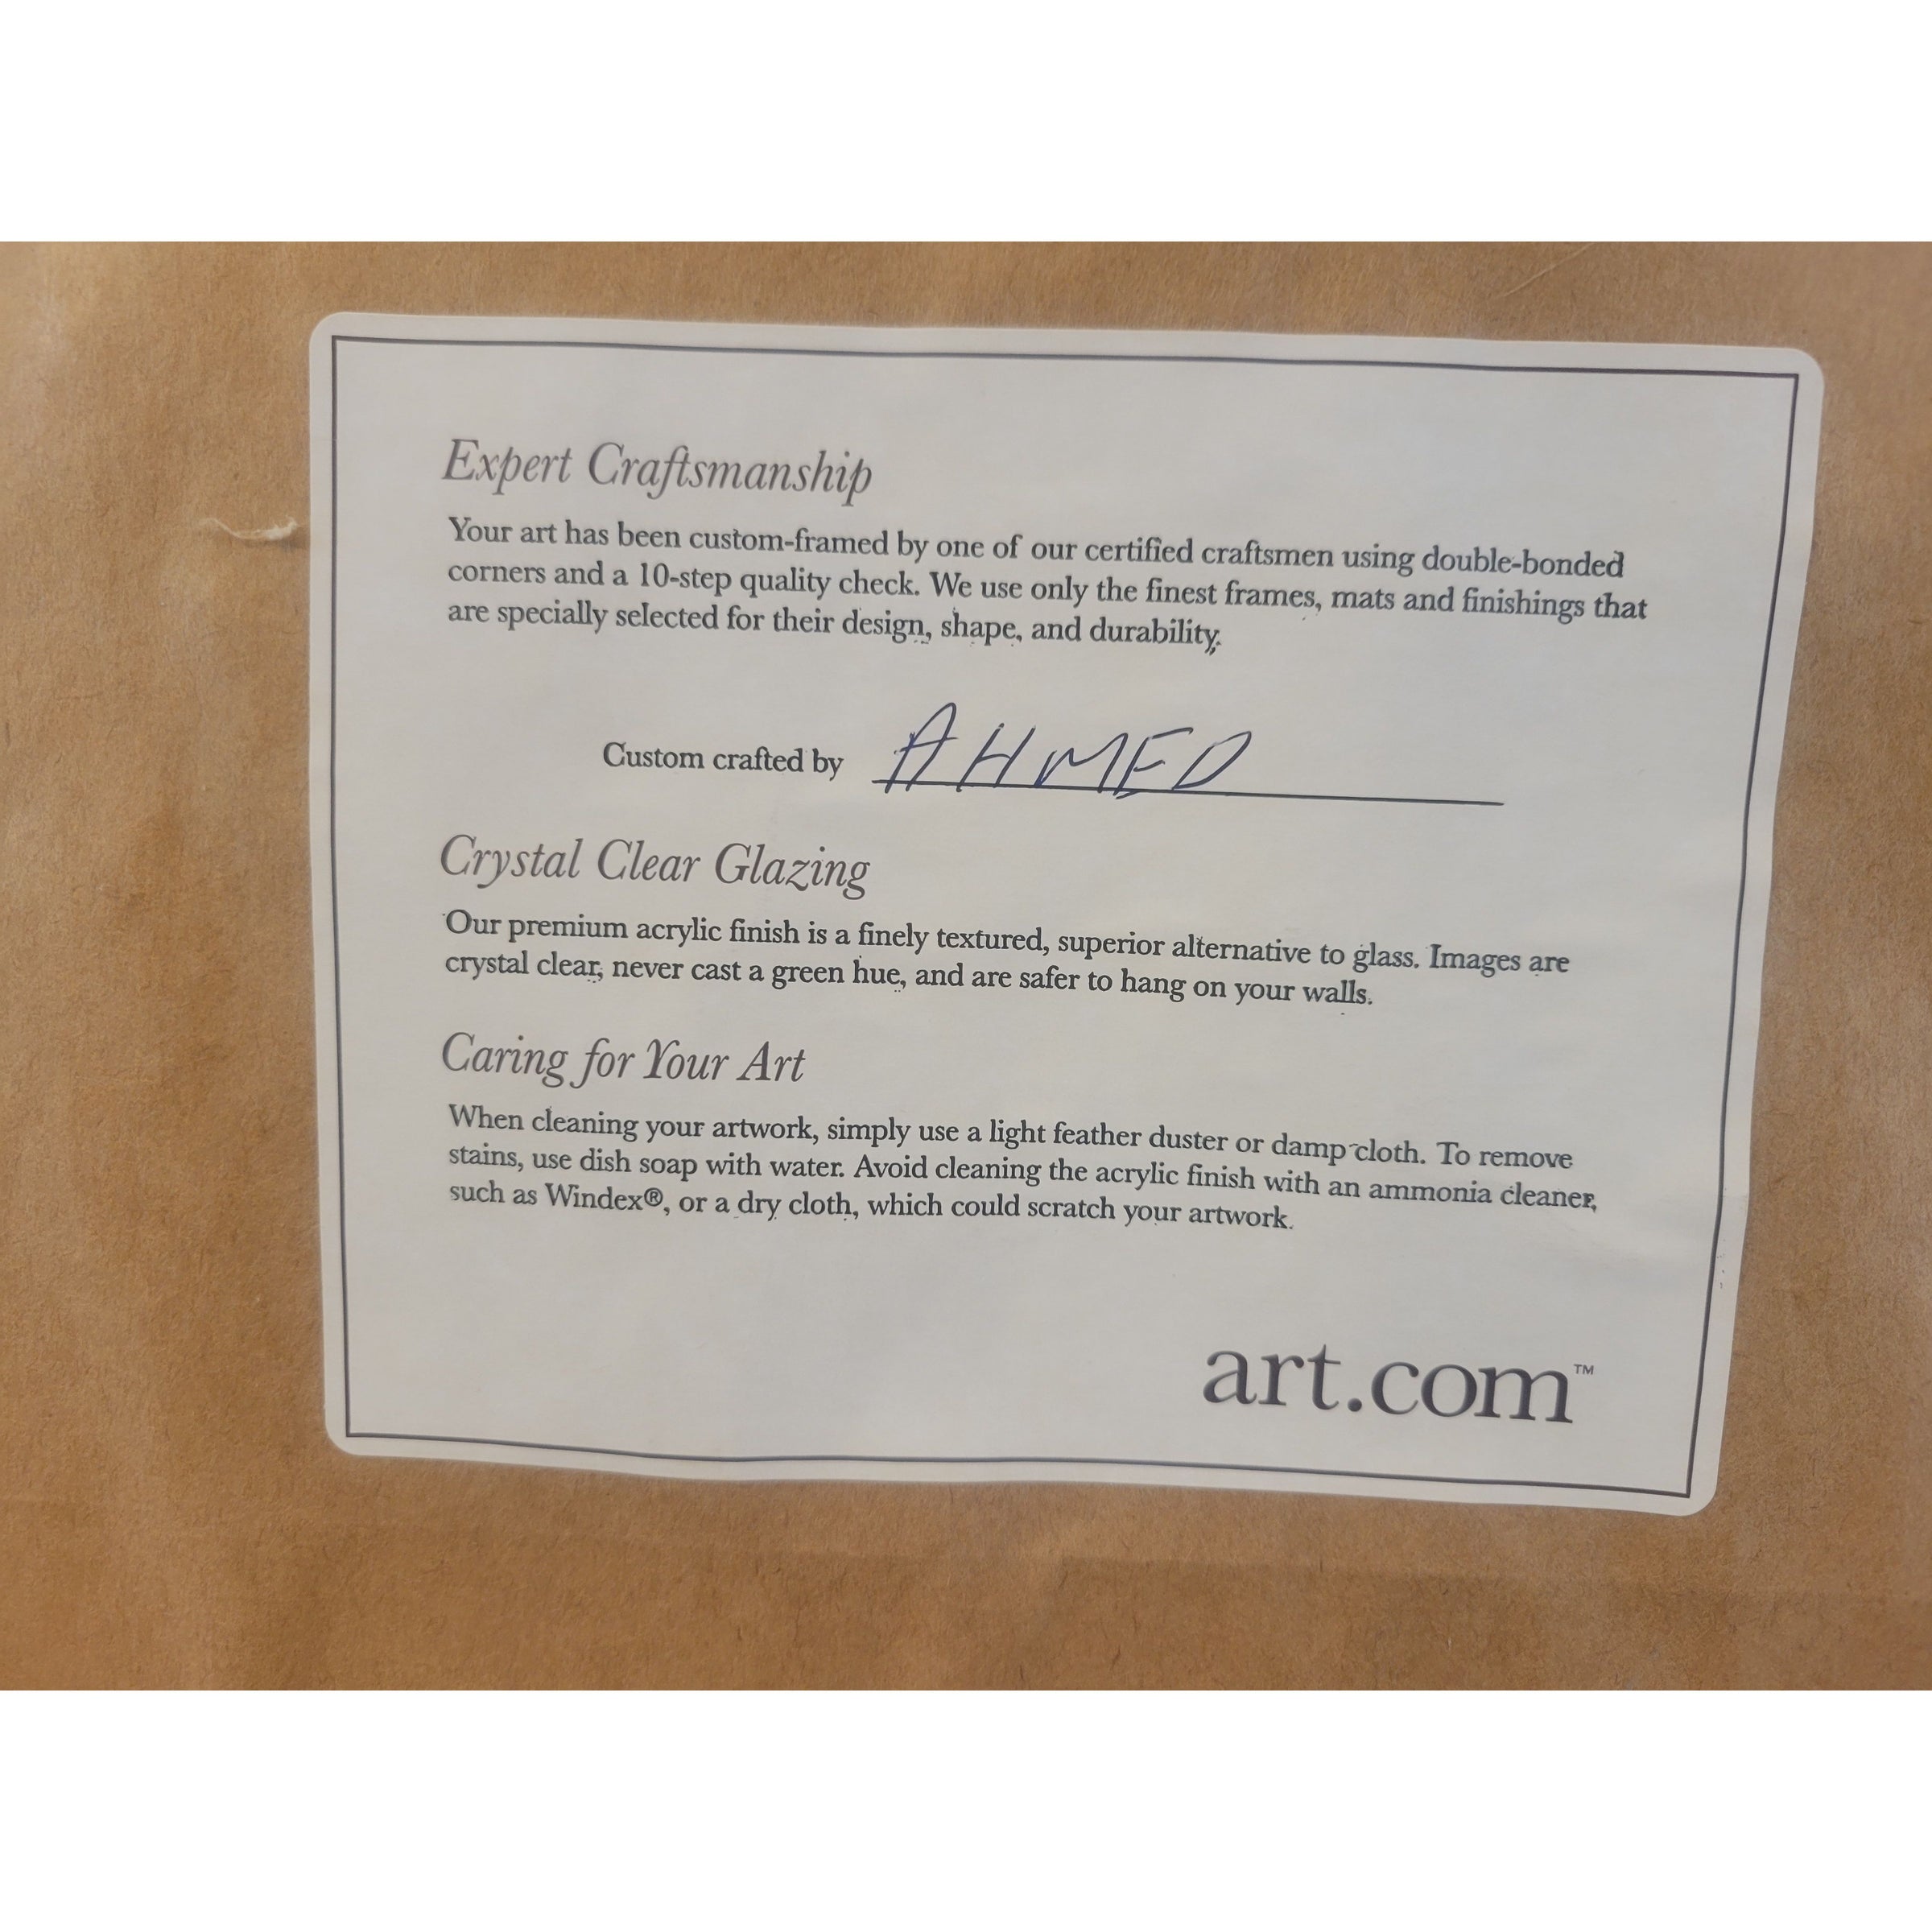 Expert Craftsmanship
Your art has been custom-framed by one of our certified craftsmen using double-bonded
corners and a 10-step quality check. We use only the finest frames, mats and finishings that
are specially selected for their design, shape, and durability.
Custom crafted by AHMED
Crystal Clear Glazing
Our premium acrylic finish is a finely textured, superior alternative to glass. Images are
crystal clear, never cast a green hue, and are safer to hang on your walls.
Caring for Your Art
When cleaning your artwork, simply use a light feather duster or damp cloth. To remove
stains, use dish soap with water. Avoid cleaning the acrylic finish with an ammonia cleaner,
such as Windex®, or a dry cloth, which could scratch your artwork.
art.com™